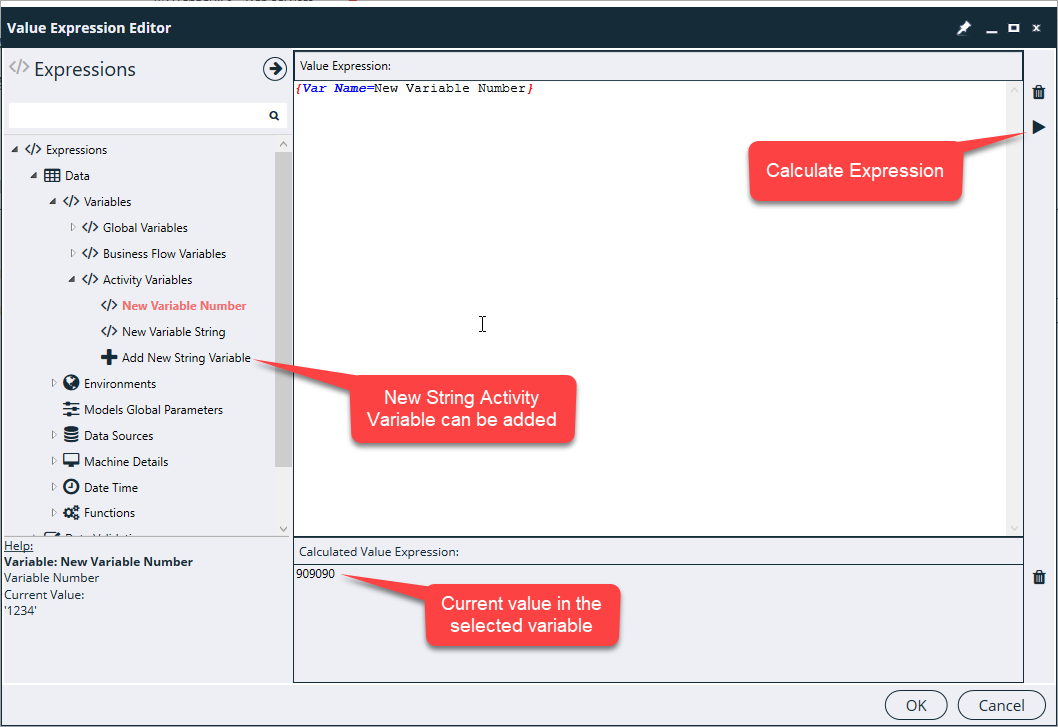 Value Expression Editor
Expressions
Value Expression:
{Var Name=New Variable Number}
Calculate Expression
Expressions
Data
Variables
Global Variables
Business Flow Variables
Activity Variables
New Variable Number
New Variable String
Add New String Variable
New String Activity
Variable can be added
Environments
Models Global Parameters
Data Sources
Machine Details
Date Time
Functions
Help:
Variable: New Variable Number
Variable Number
Current Value:
'1234'
Calculated Value Expression:
909090
Current value in the
selected variable
OK
Cancel